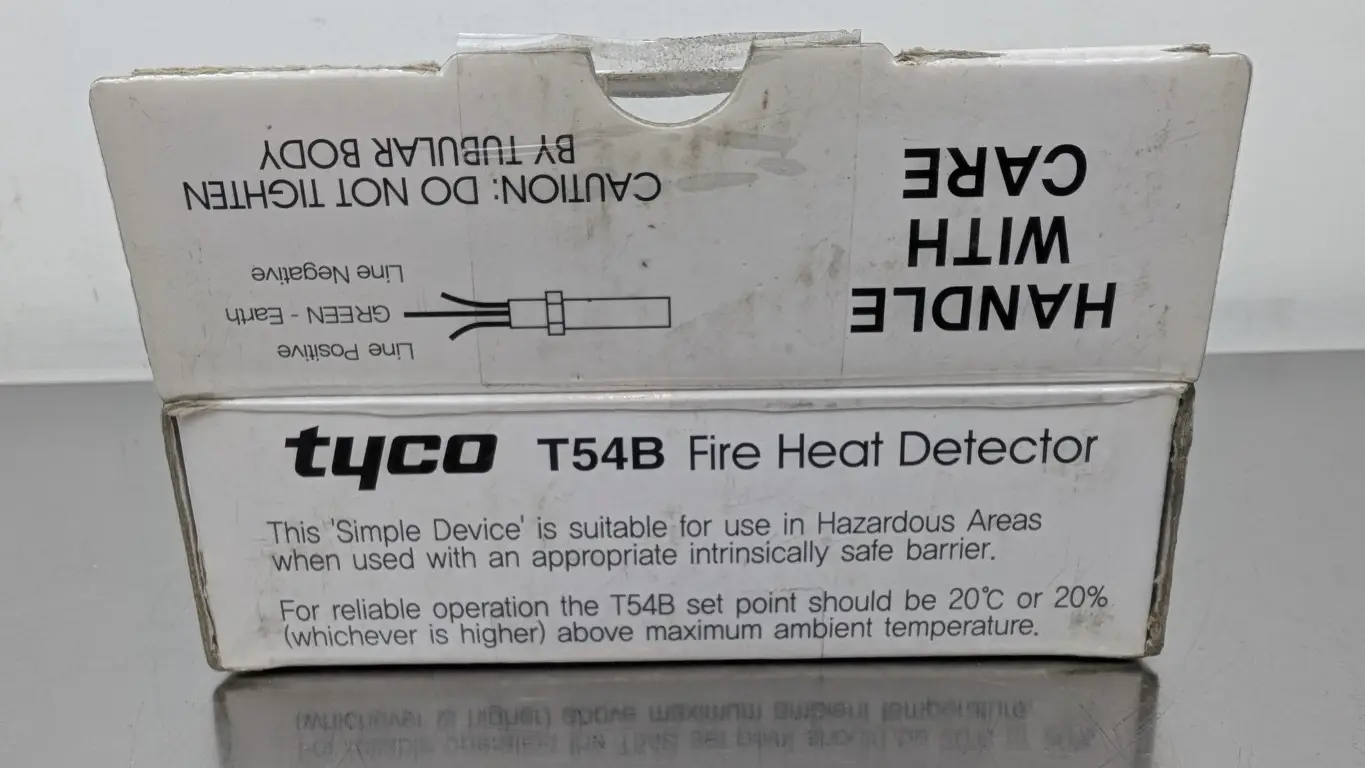 HANDLE
WITH
CARE
CAUTION: DO NOT TIGHTEN
BY TUBULAR BODY
Line Positive
GREEN - Earth
Line Negative
tyco T54B Fire Heat Detector
This 'Simple Device' is suitable for use in Hazardous Areas
when used with an appropriate intrinsically safe barrier.
For reliable operation the T54B set point should be 20°C or 20%
(whichever is higher) above maximum ambient temperature.